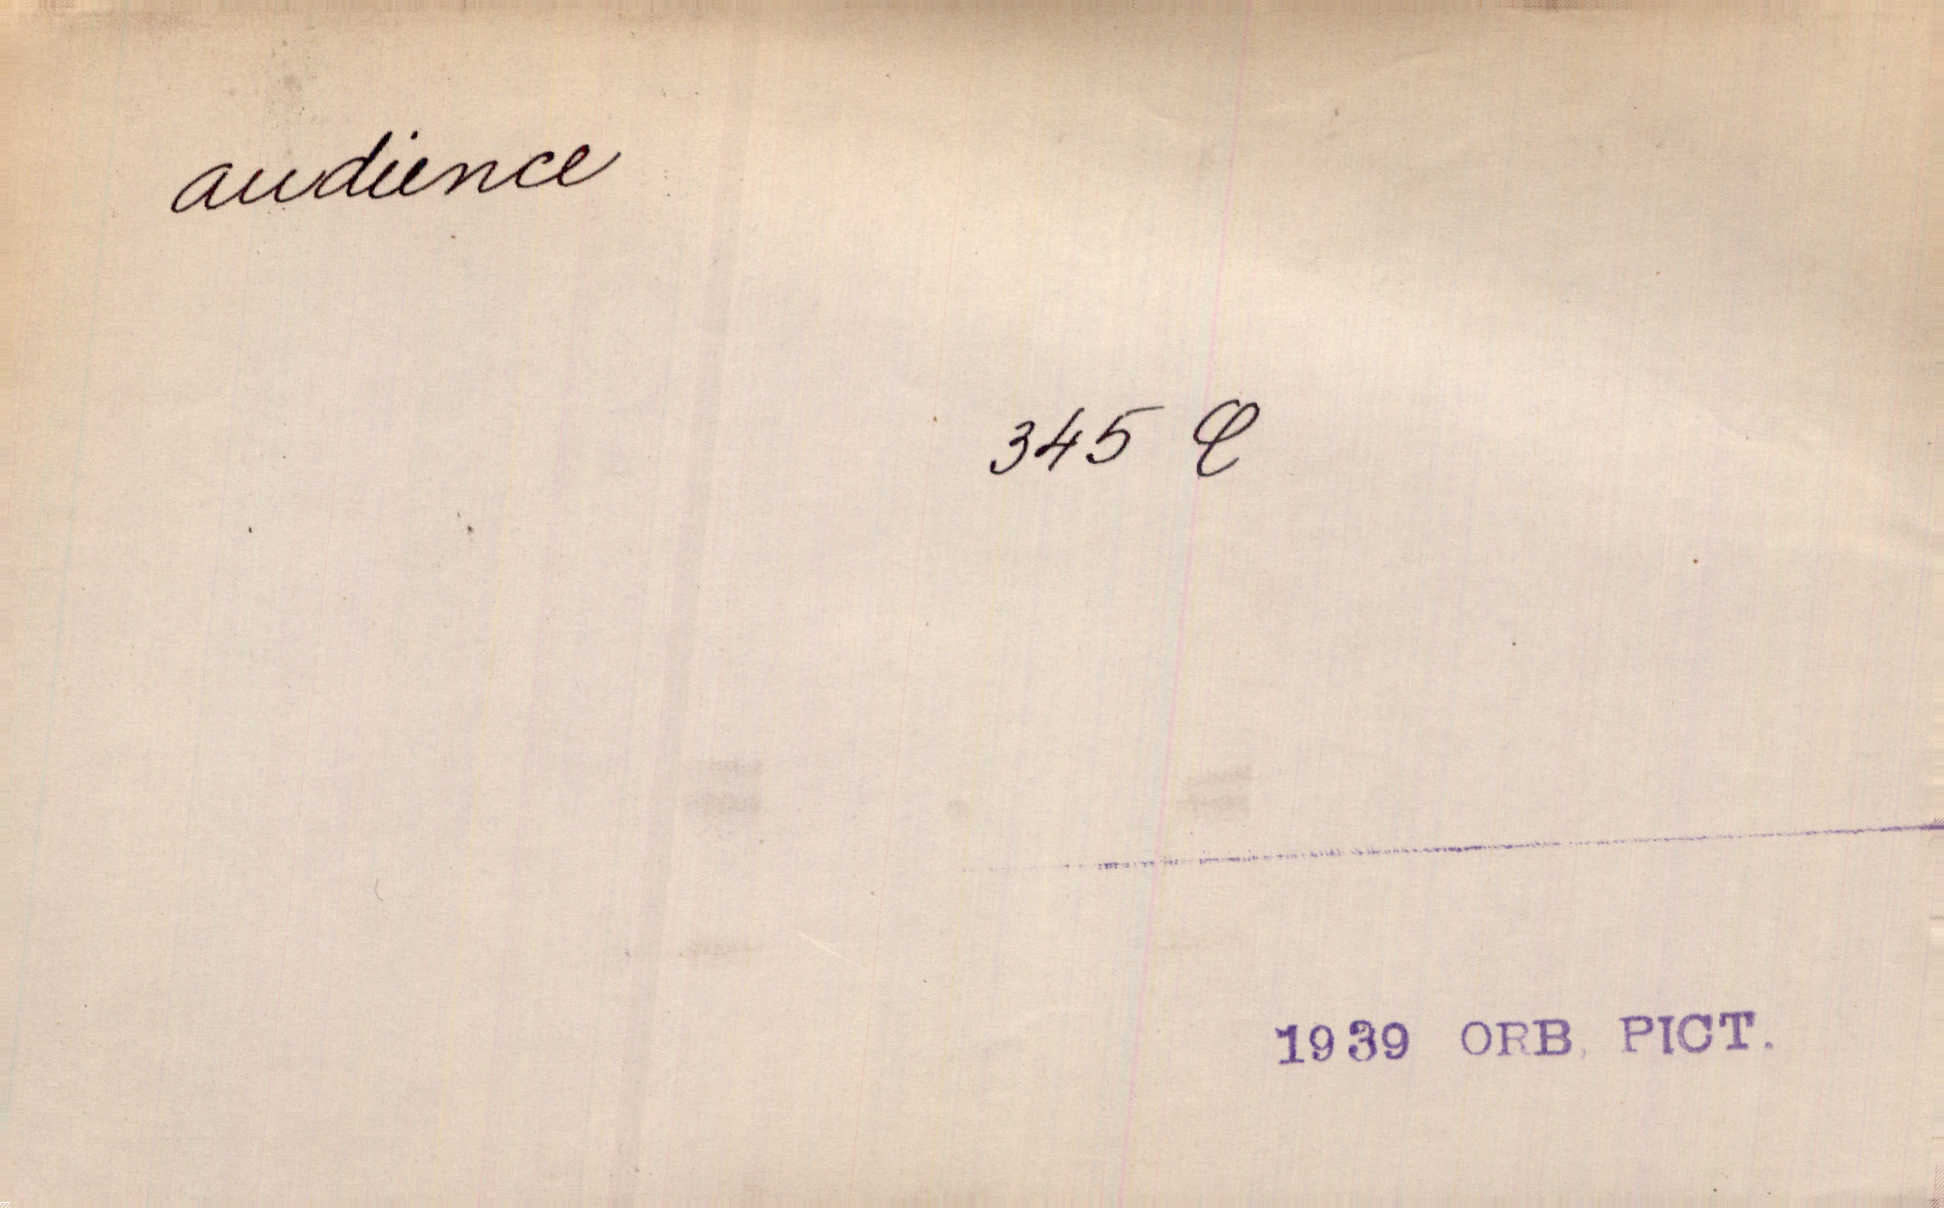 audience
345 
1939 ORB. PICT.